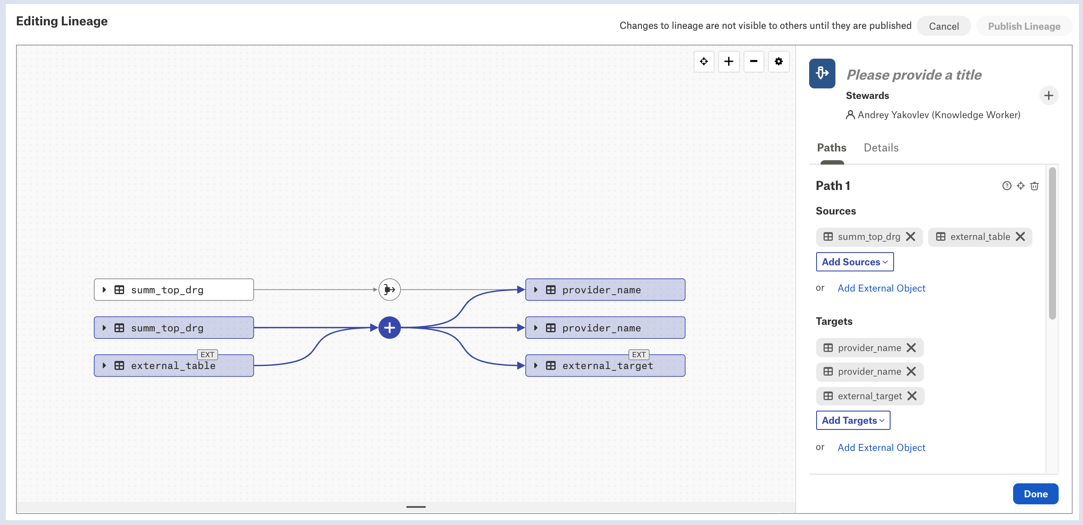 Editing Lineage
Changes to lineage are not visible to others until they are published
Cancel
Publish Lineage
Please provide a title
Stewards
Andrey Yakovlev (Knowledge Worker)
Paths
Details
Path 1
Sources
summ_top_drg
external_table
Add Sources
or
Add External Object
Targets
provider_name
provider_name
external_target
Add Targets
or
Add External Object
Done
summ_top_drg
provider_name
summ_top_drg
provider_name
EXT
external_table
EXT
external_target